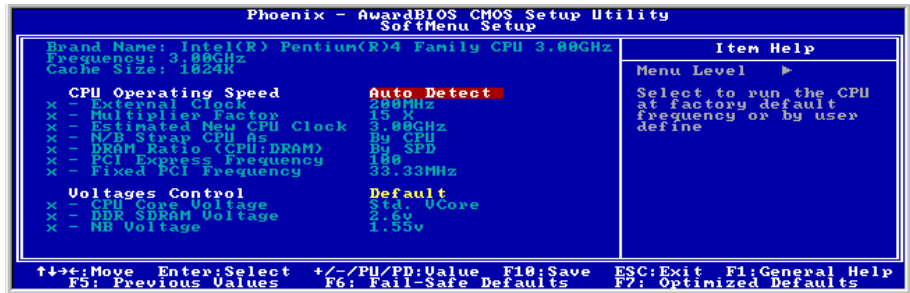 Phoenix - AwardBIOS CMOS Setup Utility
SoftMenu Setup
Brand Name: Intel(R) Pentium(R)4 Family CPU 3.00GHz
Frequency: 3.00GHz
Cache Size: 1024K
CPU Operating Speed Auto Detect
x - External Clock 200MHz
x - Multiplier Factor 15 X
x - Estimated New CPU Clock 3.00GHz
x - N/B Strap CPU As By CPU
x - DRAM Ratio (CPU:DRAM) By SPD
x - PCI Express Frequency 100
x - Fixed PCI Frequency 33.33MHz
Voltages Control Default
x - CPU Core Voltage Std. VCore
x - DDR SDRAM Voltage 2.6v
x - NB Voltage 1.55v
Item Help
Menu Level ►
Select to run the CPU
at factory default
frequency or by user
define
↑↓→←:Move Enter:Select +/-/PU/PD:Value F10:Save ESC:Exit F1:General Help
F5: Previous Values F6: Fail-Safe Defaults F7: Optimized Defaults